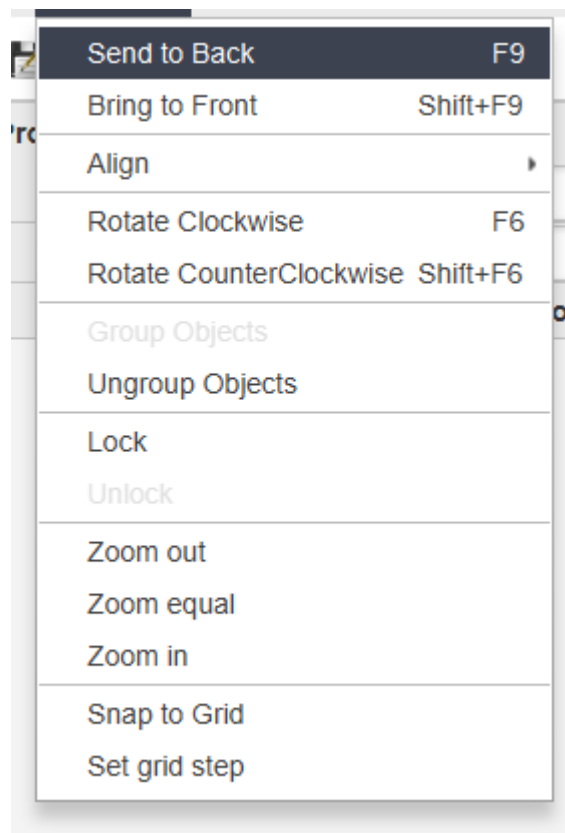 Send to Back F9
Bring to Front Shift+F9
Align
Rotate Clockwise F6
Rotate CounterClockwise Shift+F6
Group Objects
Ungroup Objects
Lock
Unlock
Zoom out
Zoom equal
Zoom in
Snap to Grid
Set grid step